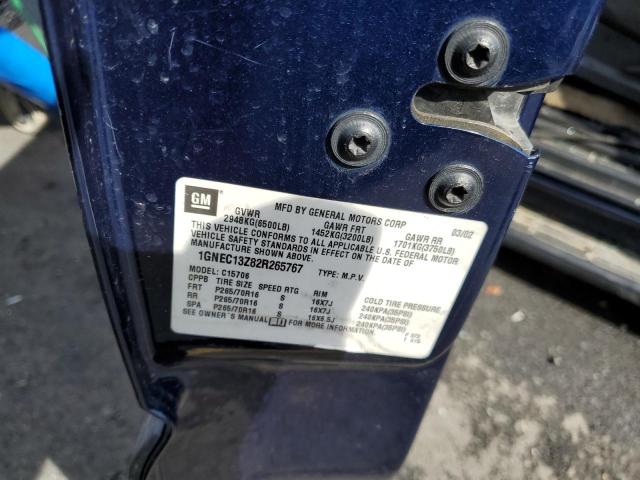 GM
MFD BY GENERAL MOTORS CORP 03/02
GVWR GAWR FRT GAWR RR
2948KG(6500LB) 1452KG(3200LB) 1701KG(3750LB)
THIS VEHICLE CONFORMS TO ALL APPLICABLE U.S. FEDERAL MOTOR
VEHICLE SAFETY STANDARDS IN EFFECT ON THE DATE OF
MANUFACTURE SHOWN ABOVE.
1GNEC13Z82R265767 TYPE: M.P.V.
MODEL: C15706
CPPB TIRE SIZE SPEED RTG RIM COLD TIRE PRESSURE
FRT P265/70R16 S 16X7J 240KPA(35PSI)
RR P265/70R16 S 16X7J 240KPA(35PSI)
SPA P265/70R16 S 16X6.5J 240KPA(35PSI)
SEE OWNER'S MANUAL FOR MORE INFORMATION.